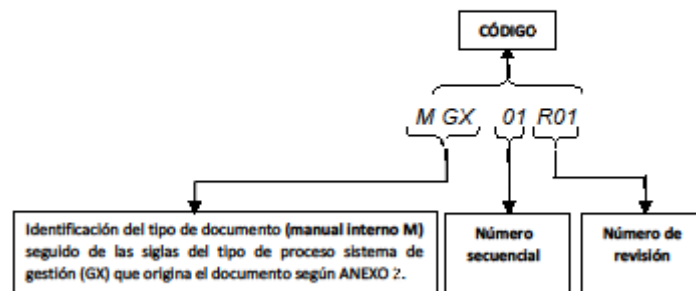 CÓDIGO
M GX 01 R01
Identificación del tipo de documento (manual interno M)
seguido de las siglas del tipo de proceso sistema de
gestión (GX) que origina el documento según ANEXO 2.
Número
secuencial
Número de
revisión